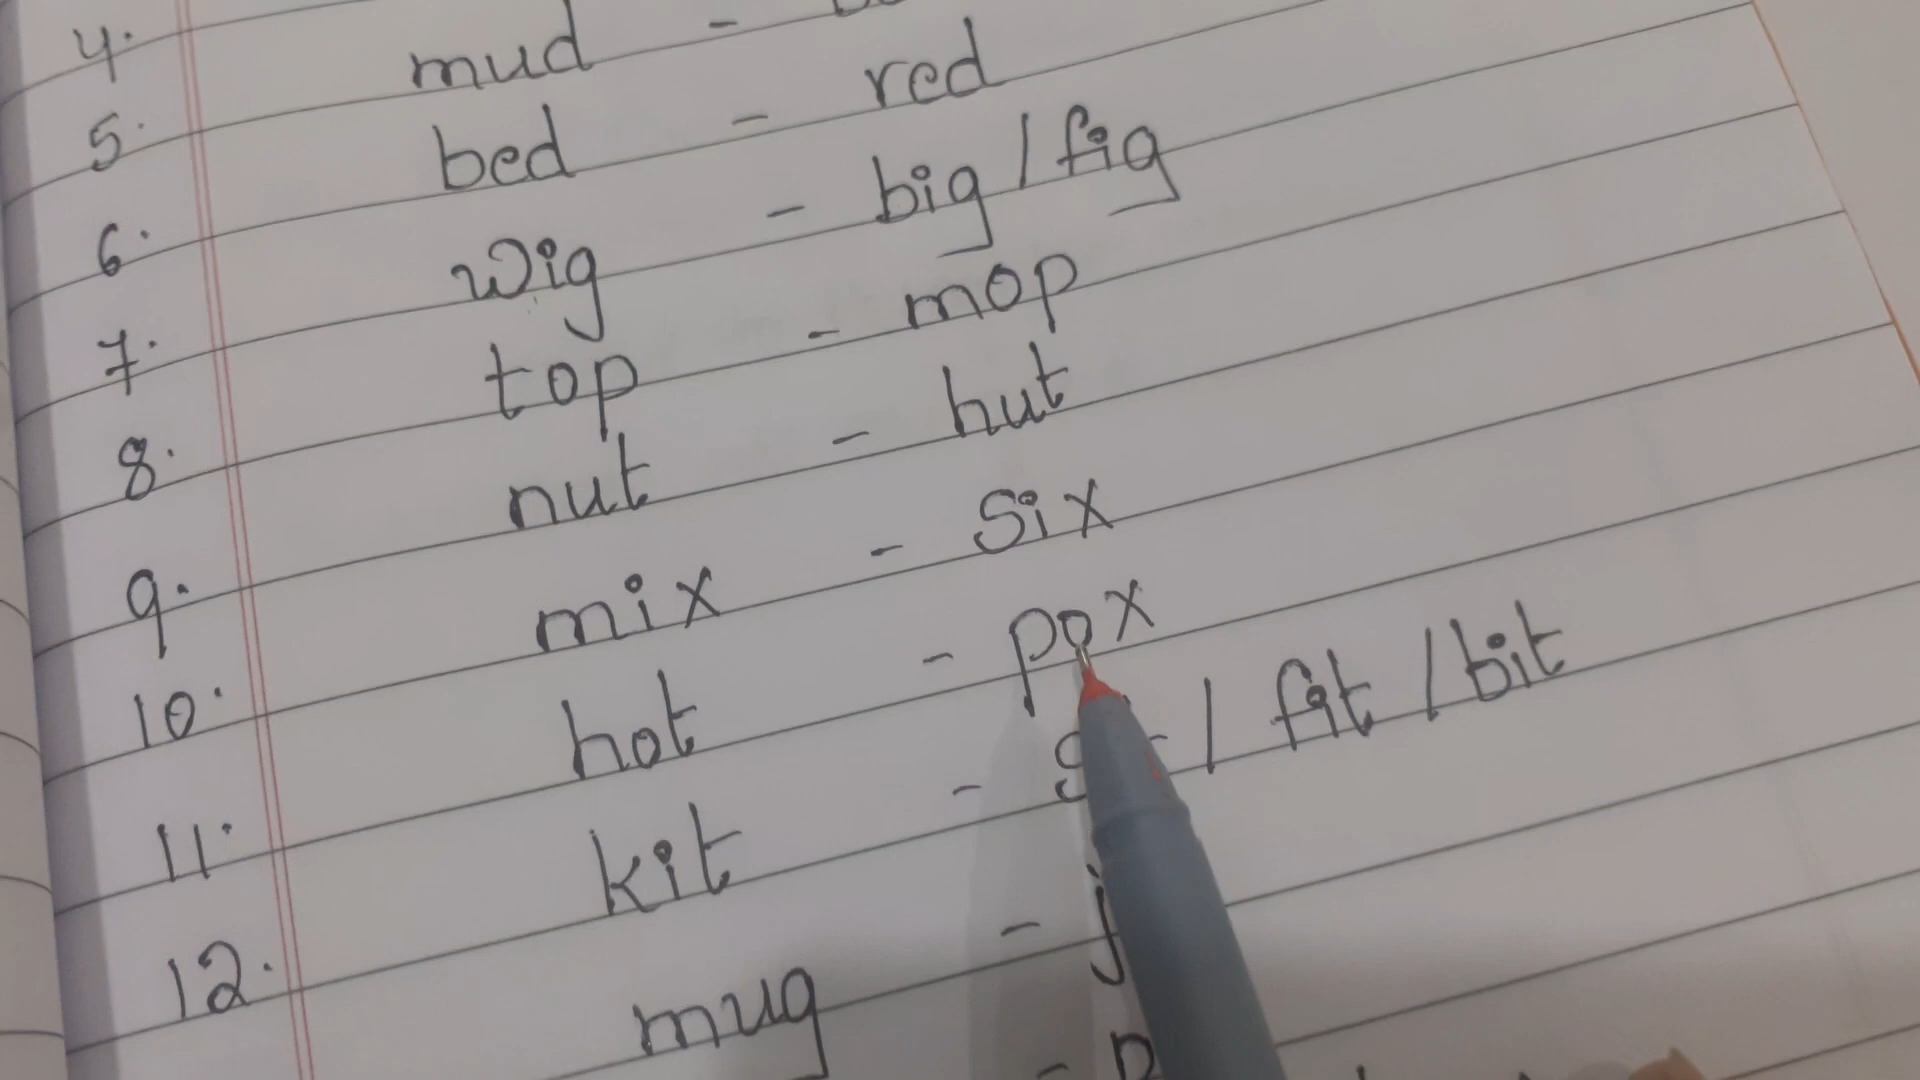 4.
5. mud -
6. bed - red
7. wig - big / fig
8. top - mop
9. nut - hut
10. mix - six
11. hot - pox
12. kit - / fit / bit
mug - j